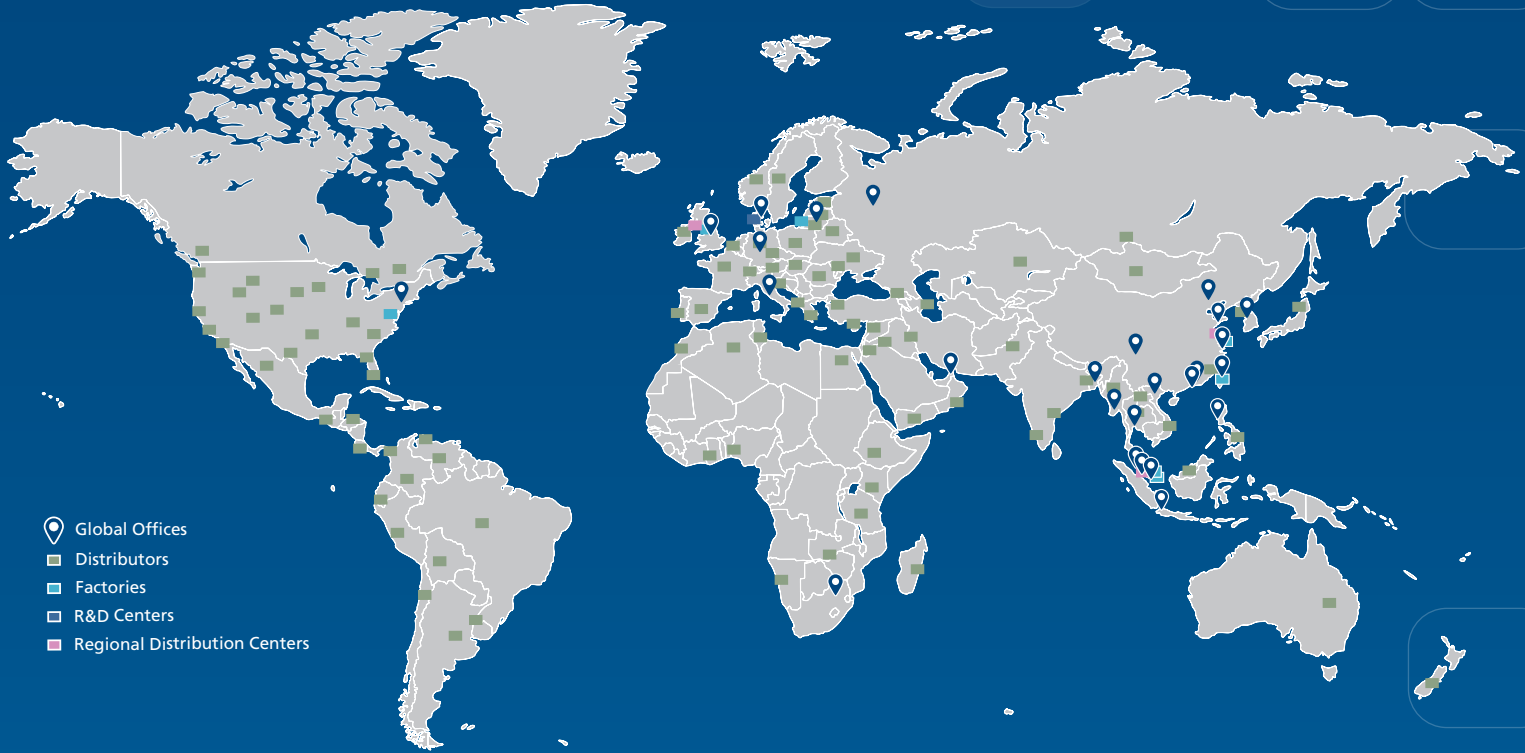 Global Offices
Distributors
Factories
R&D Centers
Regional Distribution Centers